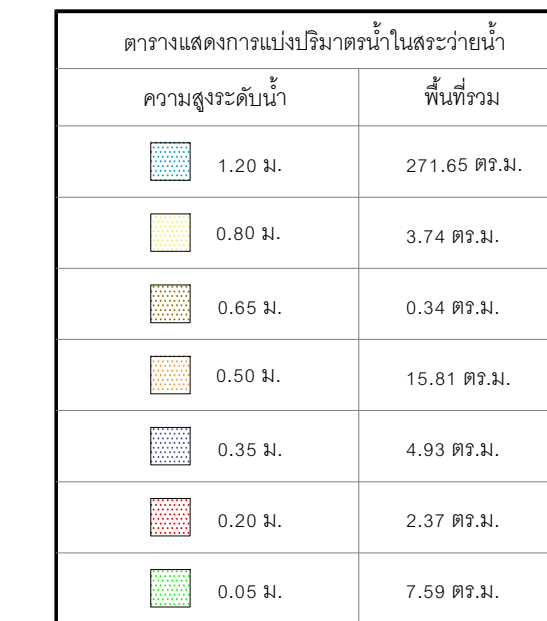 ตารางแสดงการแบ่งปริมาตรน้ำในสระว่ายน้ำ
ความสูงระดับน้ำ พื้นที่รวม
1.20 ม. 271.65 ตร.ม.
0.80 ม. 3.74 ตร.ม.
0.65 ม. 0.34 ตร.ม.
0.50 ม. 15.81 ตร.ม.
0.35 ม. 4.93 ตร.ม.
0.20 ม. 2.37 ตร.ม.
0.05 ม. 7.59 ตร.ม.